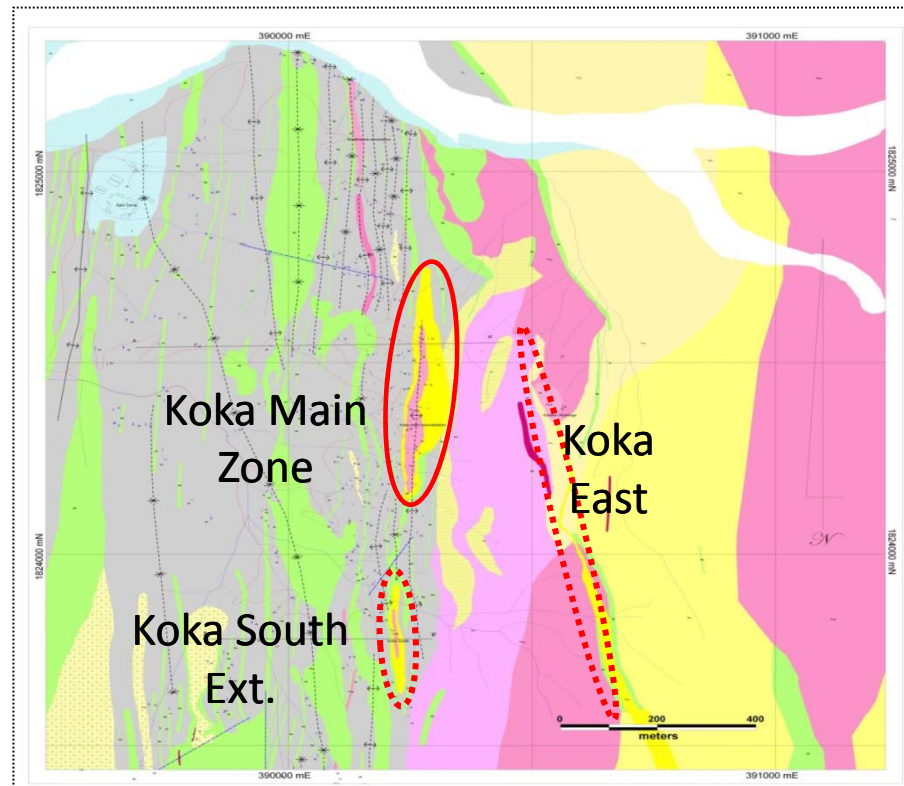 390000 mE
391000 mE
1825000 mN
1825000 mN
Koka Main
Zone
Koka
East
1824000 mN
1824000 mN
N
Koka South
Ext.
0 200 400
meters
390000 mE
391000 mE